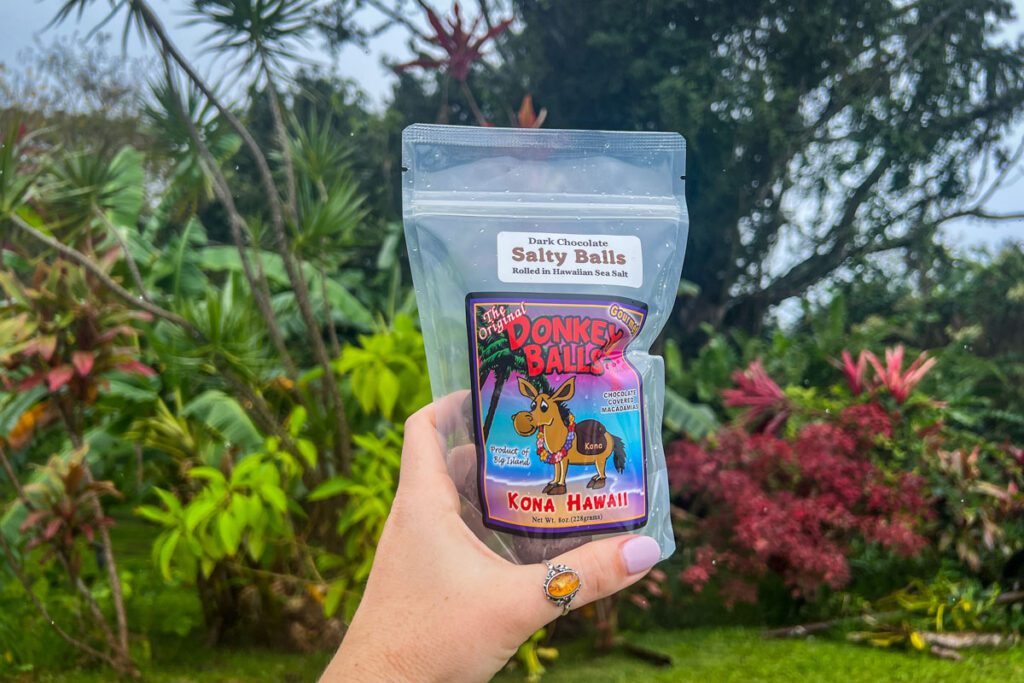 Dark Chocolate
Salty Balls
Rolled in Hawaiian Sea Salt
The
Original
Gourmet
DONKEY
BALLS
CHOCOLATE
COVERED
MACADAMIAS
Kona
Product of
Big Island
KONA HAWAII
Net Wt. 8oz.(228grams)